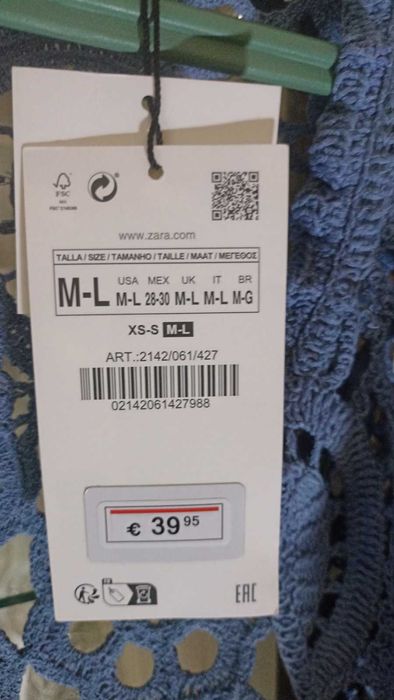 FSC
www.zara.com
TALLA / SIZE / TAMANHO / TAILLE / MAAT / ΜΕΓΕΘΟΣ
USA MEX UK IT BR
M-L M-L 28-30 M-L M-L M-G
XS-S M-L
ART.:2142/061/427
02142061427988
€ 39 95
FR
EAC